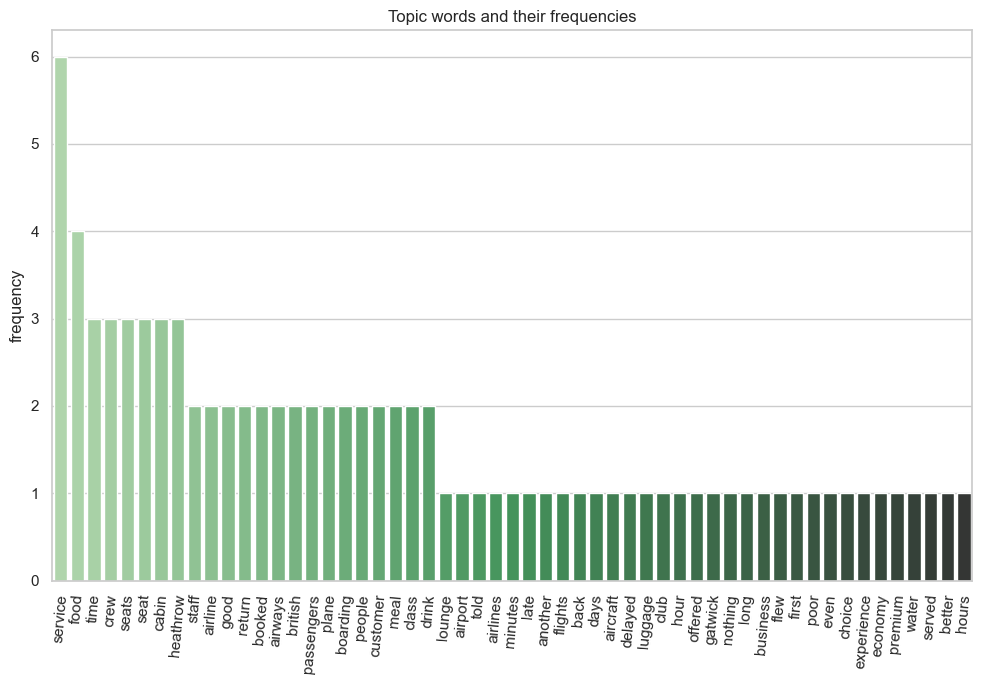 Topic words and their frequencies
frequency
6
5
4
3
2
1
0
service
food
time
crew
seats
seat
cabin
heathrow
staff
airline
good
return
booked
airways
british
passengers
plane
boarding
people
customer
meal
class
drink
lounge
airport
told
airlines
minutes
late
another
flights
back
days
aircraft
delayed
luggage
club
hour
offered
gatwick
nothing
long
business
flew
first
poor
even
choice
experience
economy
premium
water
served
better
hours